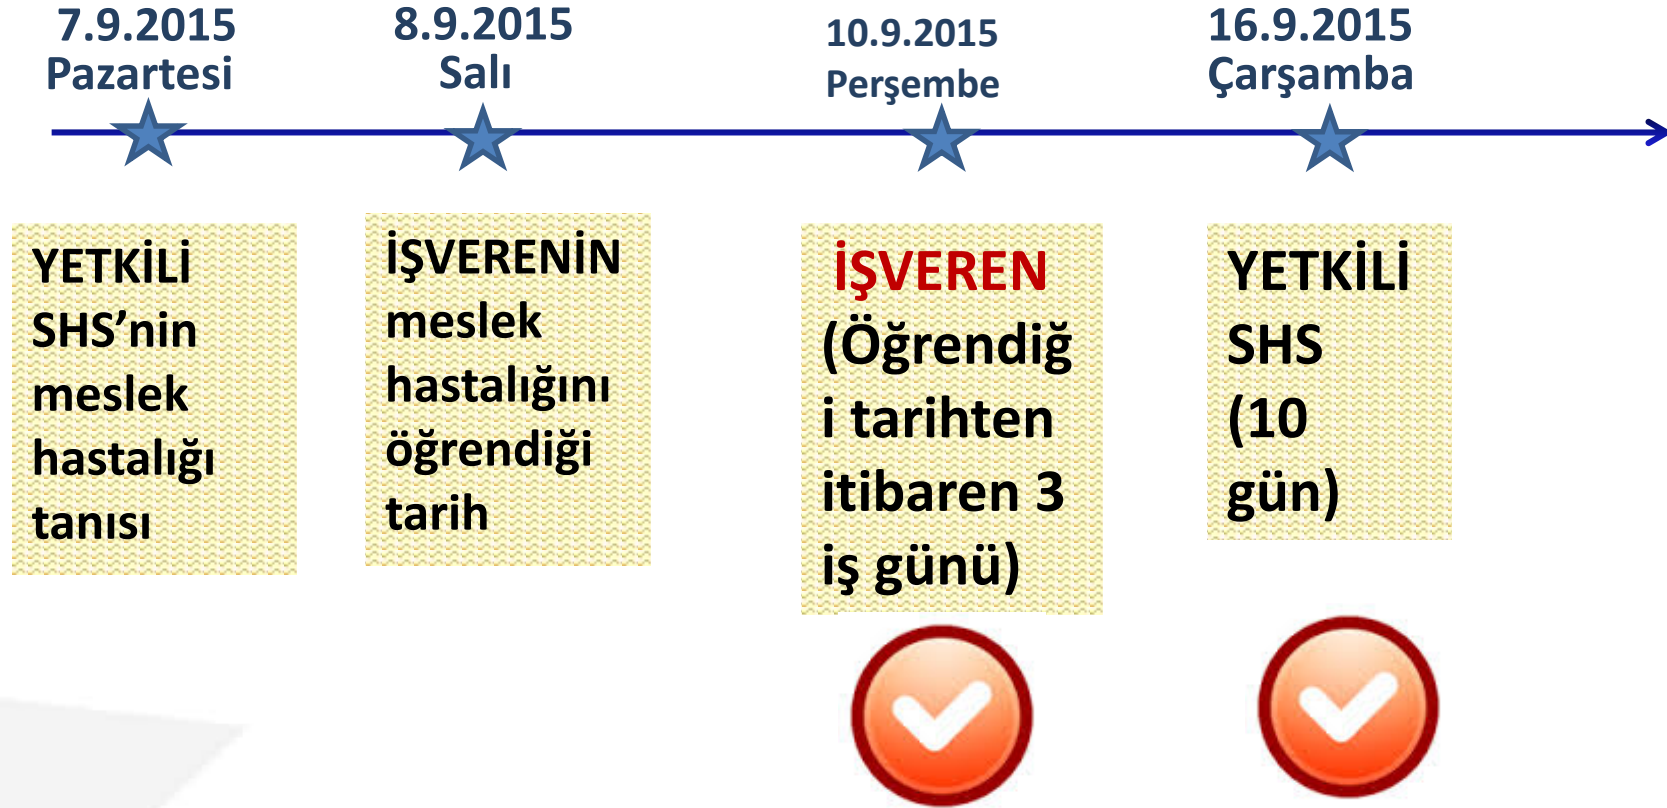 7.9.2015
Pazartesi
8.9.2015
Salı
10.9.2015
Perşembe
16.9.2015
Çarşamba
YETKİLİ
SHS’nin
meslek
hastalığı
tanısı
İŞVERENİN
meslek
hastalığını
öğrendiği
tarih
İŞVEREN
(Öğrendiğ
i tarihten
itibaren 3
iş günü)
YETKİLİ
SHS
(10
gün)